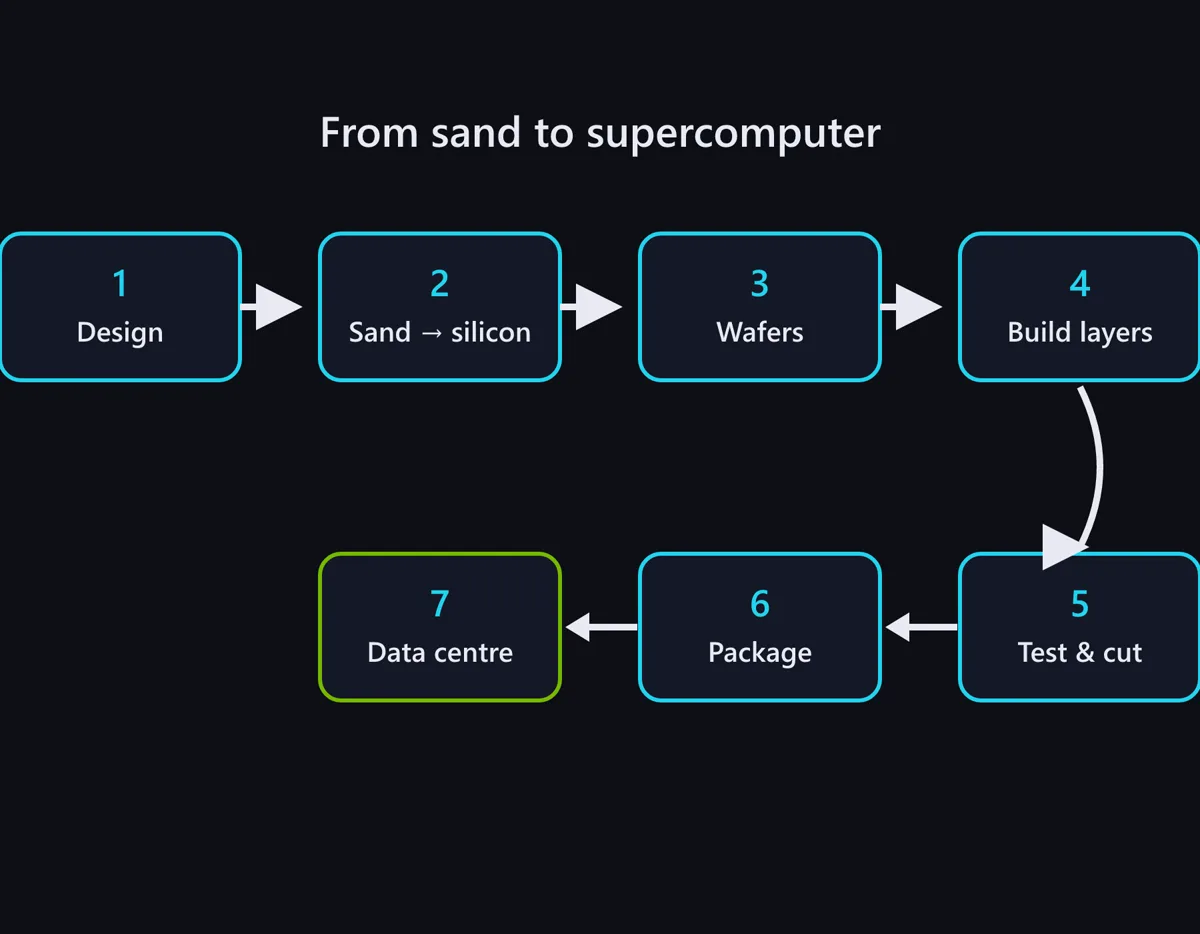 From sand to supercomputer
1
Design
2
Sand → silicon
3
Wafers
4
Build layers
5
Test & cut
6
Package
7
Data centre